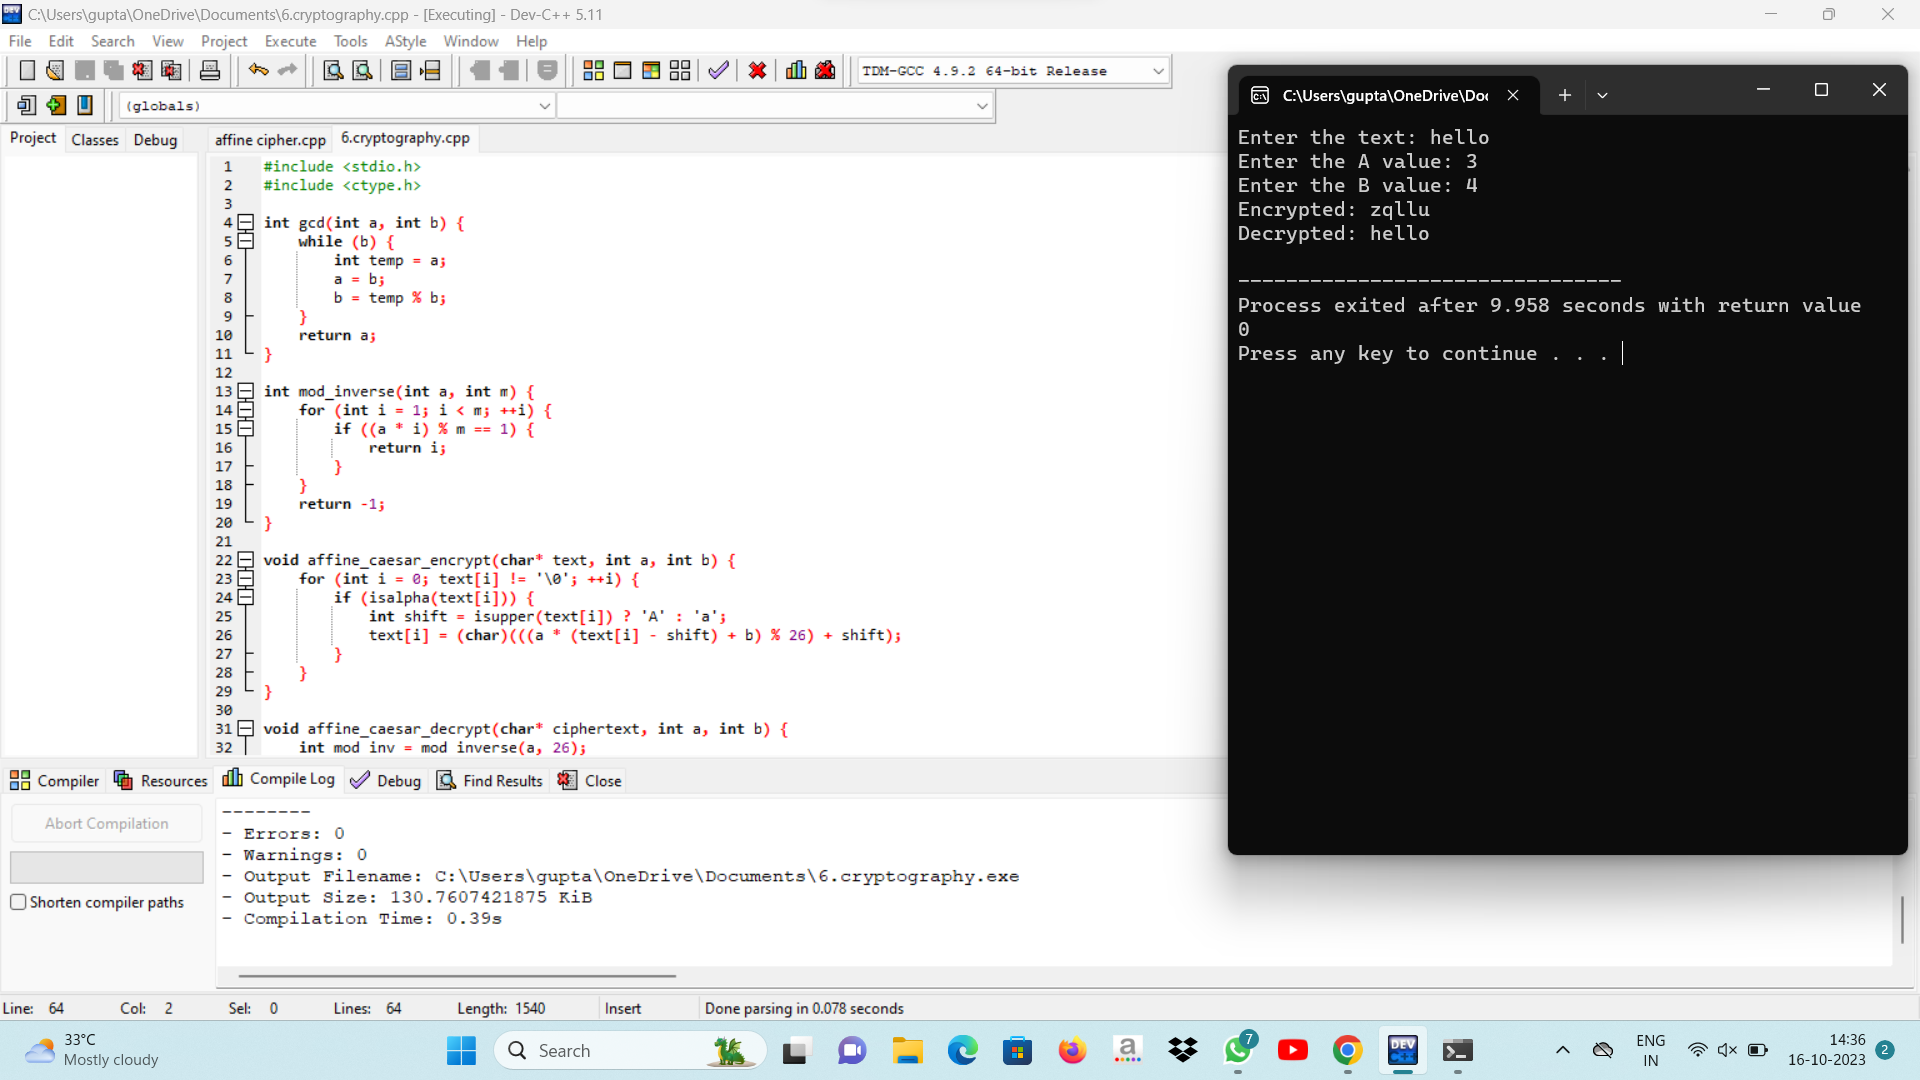 C:\Users\gupta\OneDrive\Documents\6.cryptography.cpp - [Executing] - Dev-C++ 5.11
File Edit Search View Project Execute Tools AStyle Window Help
TDM-GCC 4.9.2 64-bit Release
(globals)
Project Classes Debug
affine cipher.cpp 6.cryptography.cpp
1 #include <stdio.h>
2 #include <ctype.h>
3
4 int gcd(int a, int b) {
5 while (b) {
6 int temp = a;
7 a = b;
8 b = temp % b;
9 }
10 return a;
11 }
12
13 int mod_inverse(int a, int m) {
14 for (int i = 1; i < m; ++i) {
15 if ((a * i) % m == 1) {
16 return i;
17 }
18 }
19 return -1;
20 }
21
22 void affine_caesar_encrypt(char* text, int a, int b) {
23 for (int i = 0; text[i] != '\0'; ++i) {
24 if (isalpha(text[i])) {
25 int shift = isupper(text[i]) ? 'A' : 'a';
26 text[i] = (char)(((a * (text[i] - shift) + b) % 26) + shift);
27 }
28 }
29 }
30
31 void affine_caesar_decrypt(char* ciphertext, int a, int b) {
32 int mod_inv = mod_inverse(a, 26);
C:\Users\gupta\OneDrive\Doc
Enter the text: hello
Enter the A value: 3
Enter the B value: 4
Encrypted: zqllu
Decrypted: hello
--------------------------------
Process exited after 9.958 seconds with return value
0
Press any key to continue . . .
Compiler Resources Compile Log Debug Find Results Close
Abort Compilation
Shorten compiler paths
--------
- Errors: 0
- Warnings: 0
- Output Filename: C:\Users\gupta\OneDrive\Documents\6.cryptography.exe
- Output Size: 130.7607421875 KiB
- Compilation Time: 0.39s
Line: 64 Col: 2 Sel: 0 Lines: 64 Length: 1540 Insert Done parsing in 0.078 seconds
33°C
Mostly cloudy
Search
a
7
DEV
C++
ENG
IN
14:36
16-10-2023
2